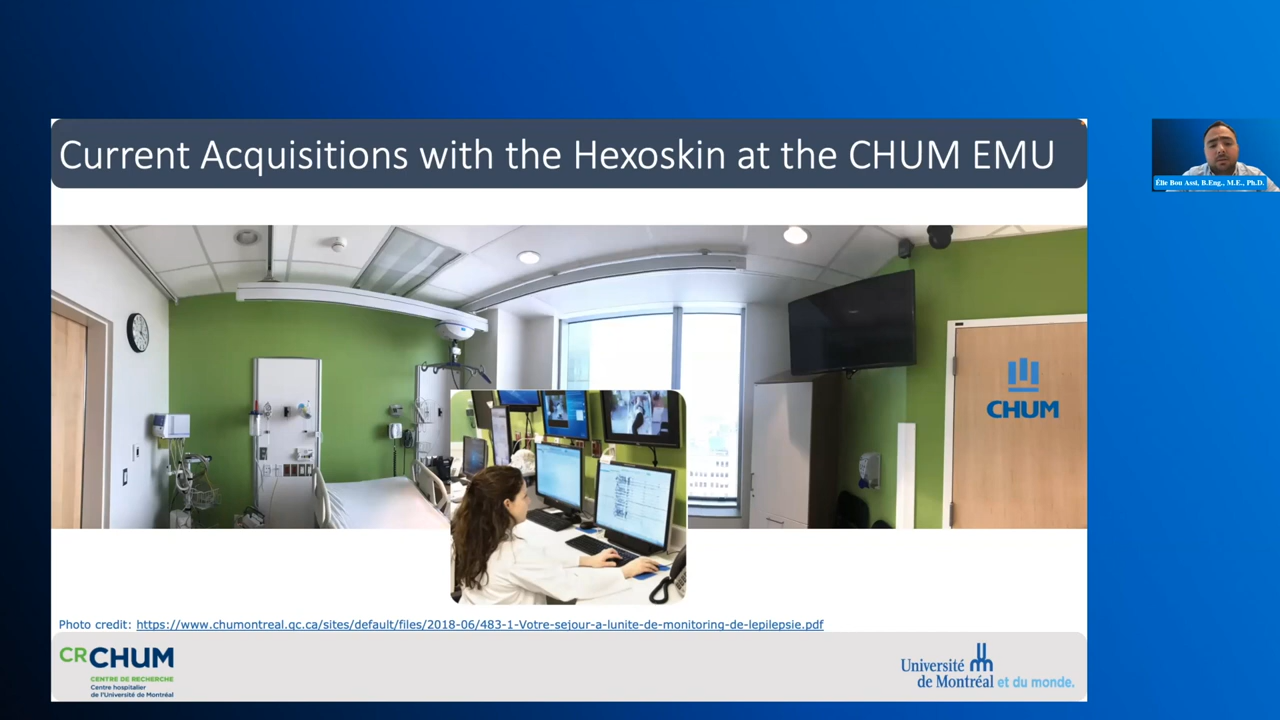 Current Acquisitions with the Hexoskin at the CHUM EMU
Élie Bou Assi, B.Eng., M.E., Ph.D.
CHUM
Photo credit: https://www.chumontreal.qc.ca/sites/default/files/2018-06/483-1-Votre-sejour-a-lunite-de-monitoring-de-lepilepsie.pdf
CRCHUM
CENTRE DE RECHERCHE
Centre hospitalier
de l'Université de Montréal
Université
de Montréal et du monde.